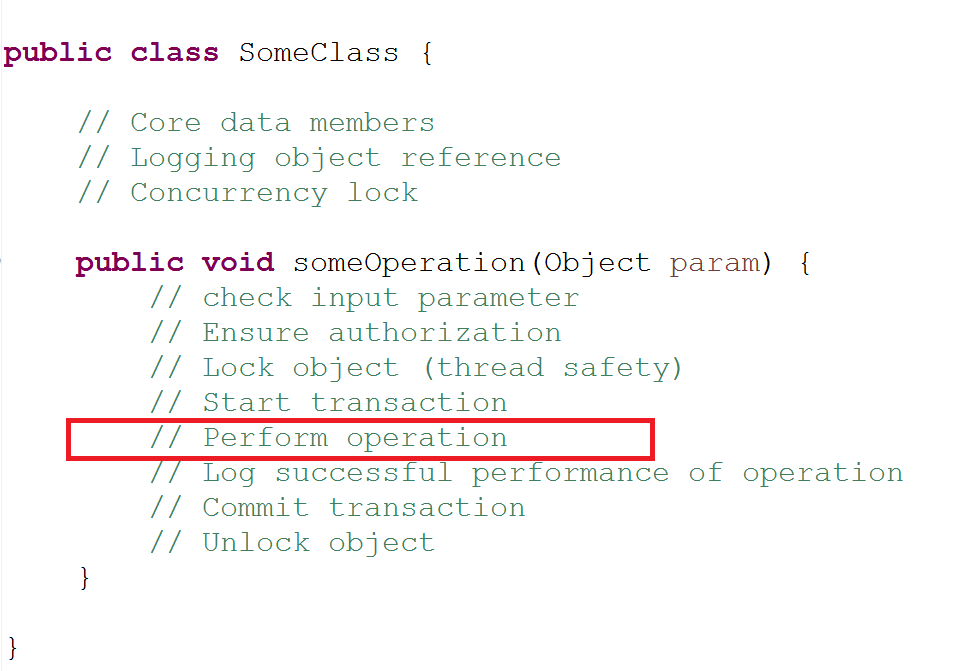 public class SomeClass {
// Core data members
// Logging object reference
// Concurrency lock
public void someOperation(Object param) {
// check input parameter
// Ensure authorization
// Lock object (thread safety)
// Start transaction
// Perform operation
// Log successful performance of operation
// Commit transaction
// Unlock object
}
}